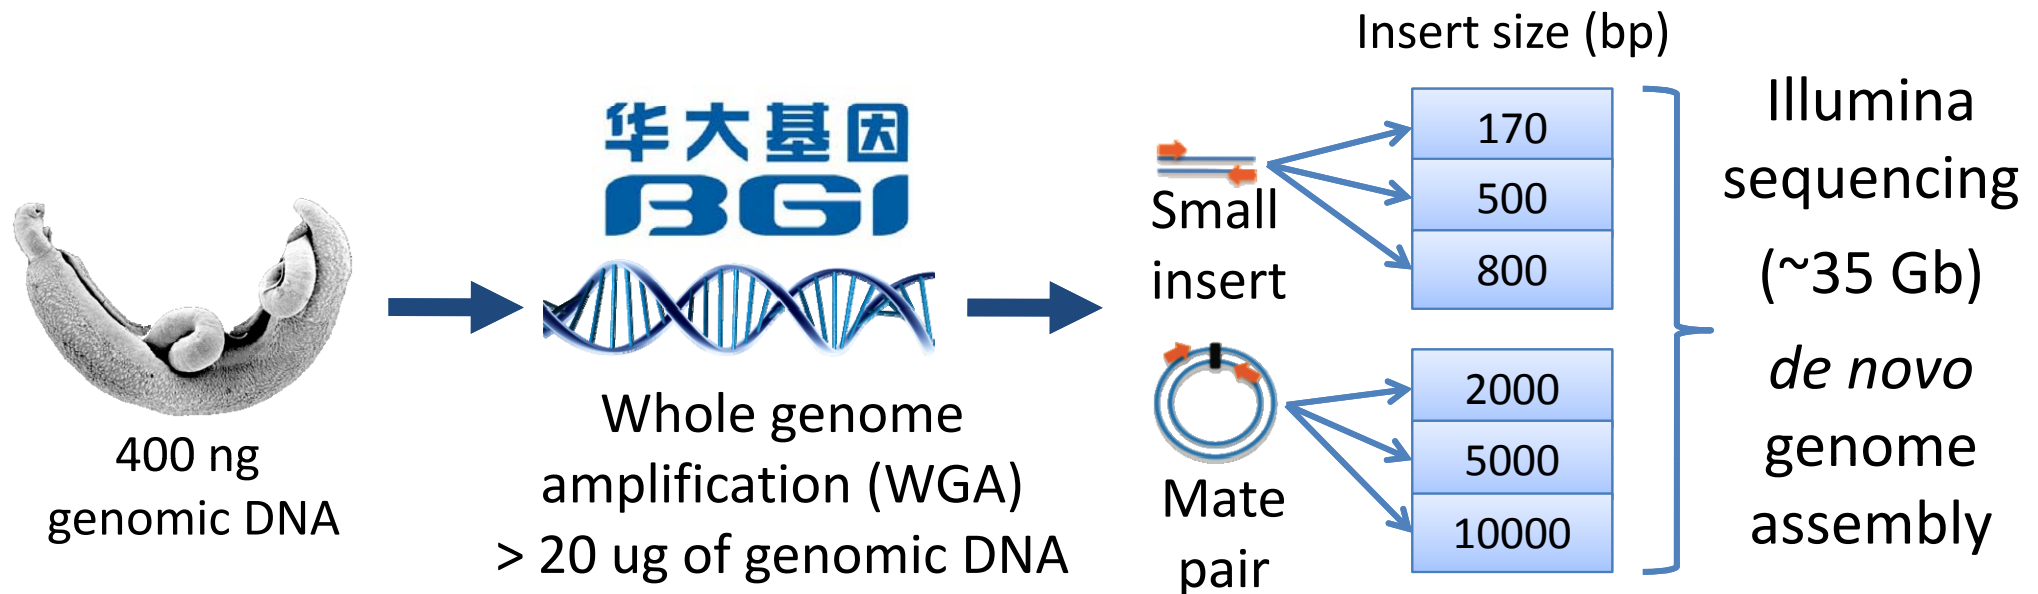 400 ng
genomic DNA
华大基因
BGI
Whole genome
amplification (WGA)
> 20 ug of genomic DNA
Small
insert
Mate
pair
Insert size (bp)
170
500
800
2000
5000
10000
Illumina
sequencing
(~35 Gb)
de novo
genome
assembly